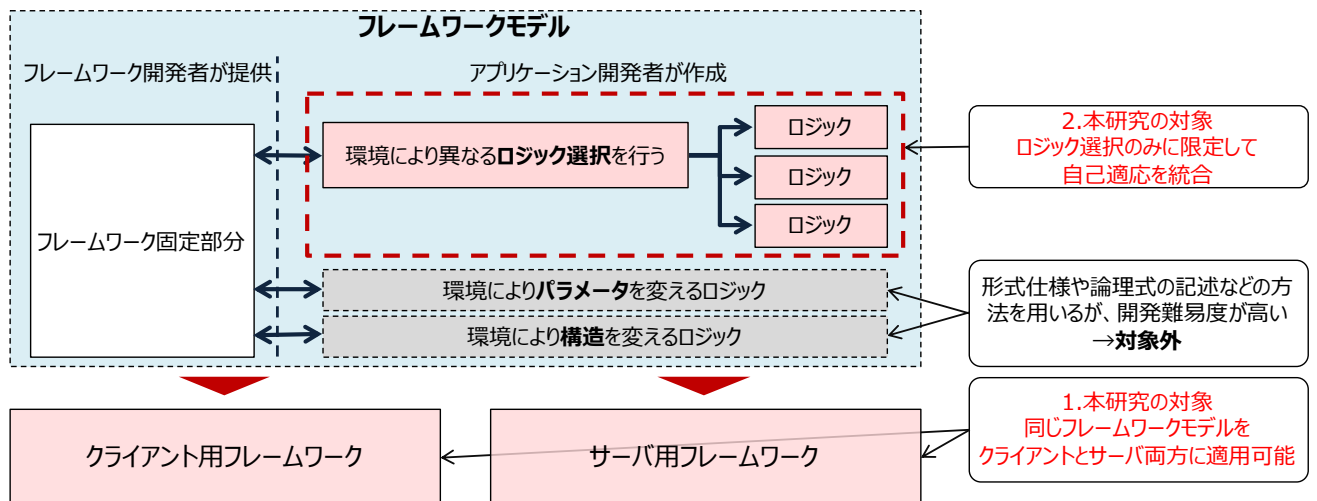 フレームワークモデル
フレームワーク開発者が提供
アプリケーション開発者が作成
フレームワーク固定部分
環境により異なるロジック選択を行う
ロジック
ロジック
ロジック
環境によりパラメータを変えるロジック
環境により構造を変えるロジック
2.本研究の対象
ロジック選択のみに限定して
自己適応を統合
形式仕様や論理式の記述などの方
法を用いるが、開発難易度が高い
→対象外
1.本研究の対象
同じフレームワークモデルを
クライアントとサーバ両方に適用可能
クライアント用フレームワーク
サーバ用フレームワーク